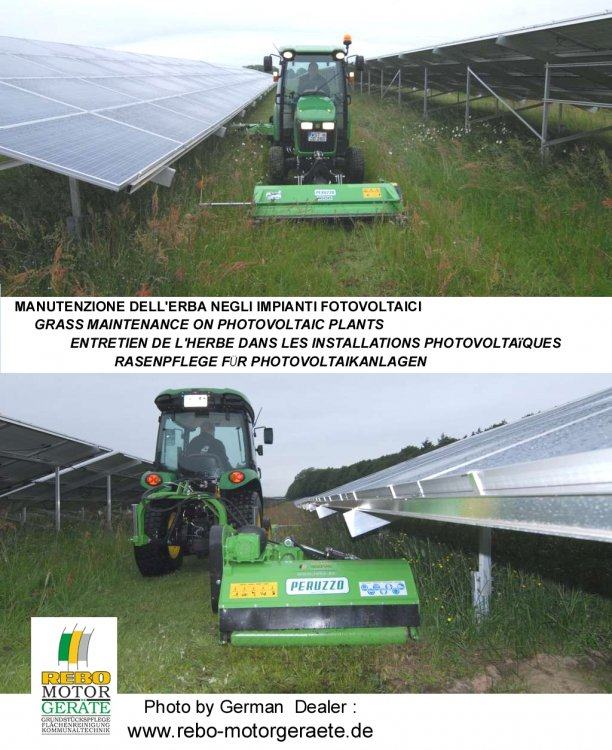 PERUZZO
MANUTENZIONE DELL'ERBA NEGLI IMPIANTI FOTOVOLTAICI
GRASS MAINTENANCE ON PHOTOVOLTAIC PLANTS
ENTRETIEN DE L'HERBE DANS LES INSTALLATIONS PHOTOVOLTAïQUES
RASENPFLEGE FÜR PHOTOVOLTAIKANLAGEN
PERUZZO
REBO
MOTOR
GERÄTE
GRUNDSTÜCKSPFLEGE
FLÄCHENREINIGUNG
KOMMUNALTECHNIK
Photo by German Dealer :
www.rebo-motorgeraete.de